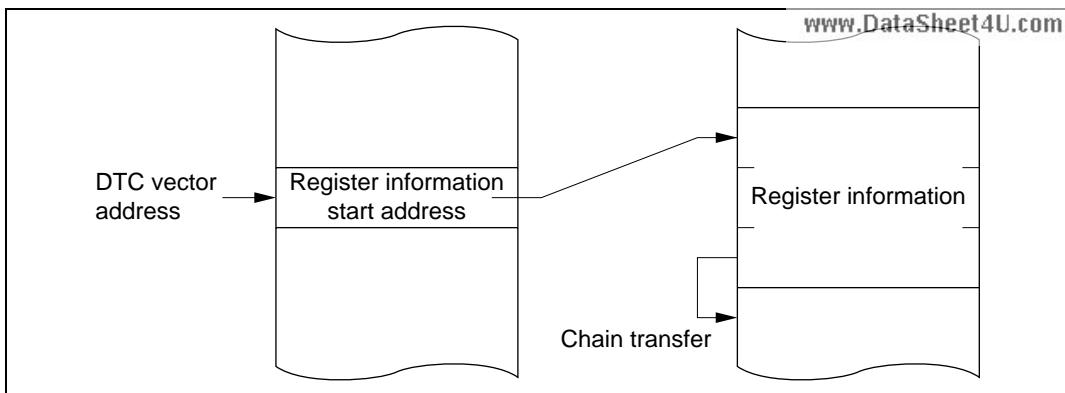 www.DataSheet4U.com
DTC vector
address
Register information
start address
Register information
Chain transfer